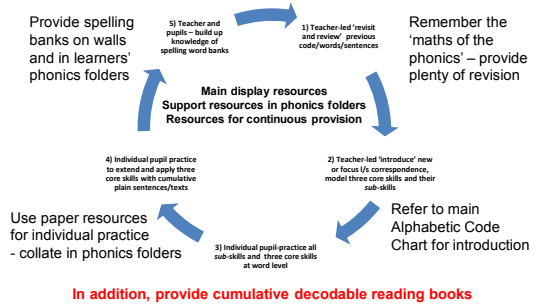 Provide spelling
banks on walls
and in learners'
phonics folders
5) Teacher and
pupils – build up
knowledge of
spelling word banks
1) Teacher-led 'revisit
and review' previous
code/words/sentences
Remember the
'maths of the
phonics' – provide
plenty of revision
Main display resources
Support resources in phonics folders
Resources for continuous provision
4) Individual pupil practice
to extend and apply three
core skills with cumulative
plain sentences/texts
2) Teacher-led 'introduce' new
or focus l/s correspondence,
model three core skills and their
sub-skills
Use paper resources
for individual practice
- collate in phonics folders
3) Individual pupil-practice all
sub-skills and three core skills
at word level
Refer to main
Alphabetic Code
Chart for introduction
In addition, provide cumulative decodable reading books